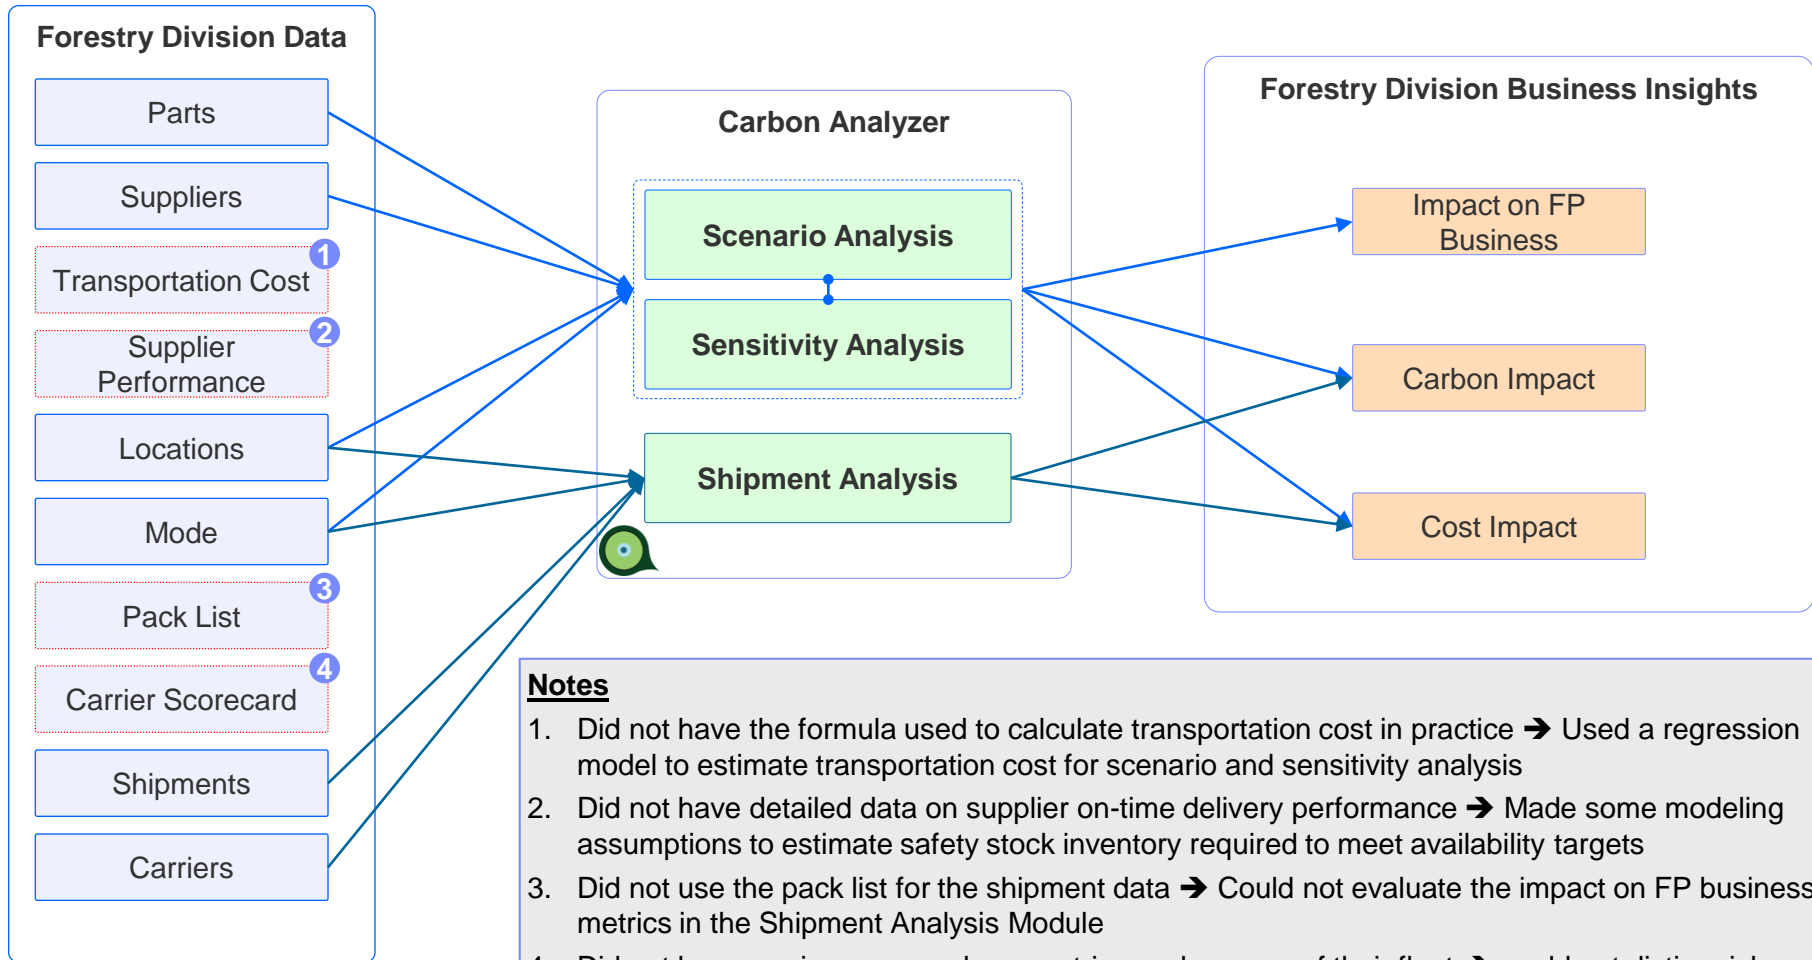 Forestry Division Data
Parts
Suppliers
1
Transportation Cost
2
Supplier
Performance
Locations
Mode
3
Pack List
4
Carrier Scorecard
Shipments
Carriers
Carbon Analyzer
Scenario Analysis
Sensitivity Analysis
Shipment Analysis
Forestry Division Business Insights
Impact on FP
Business
Carbon Impact
Cost Impact
Notes
1. Did not have the formula used to calculate transportation cost in practice ➔ Used a regression
model to estimate transportation cost for scenario and sensitivity analysis
2. Did not have detailed data on supplier on-time delivery performance ➔ Made some modeling
assumptions to estimate safety stock inventory required to meet availability targets
3. Did not use the pack list for the shipment data ➔ Could not evaluate the impact on FP business
metrics in the Shipment Analysis Module